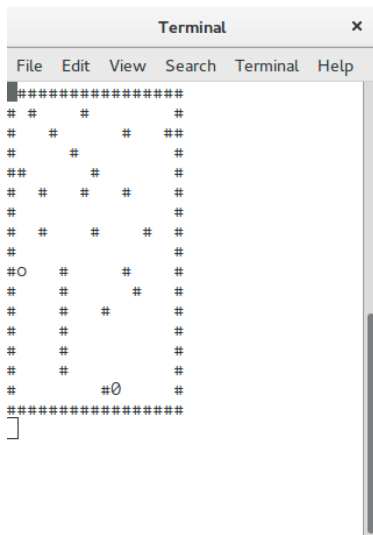 Terminal
File Edit View Search Terminal Help
################
# #    #        #
#   #      #   ##
#     #         #
##      #       #
#  #   #   #    #
#               #
#  #    #    #  #
#               #
#O   #     #    #
#    #      #   #
#    #   #      #
#    #          #
#    #          #
#    #          #
#        #0     #
#################